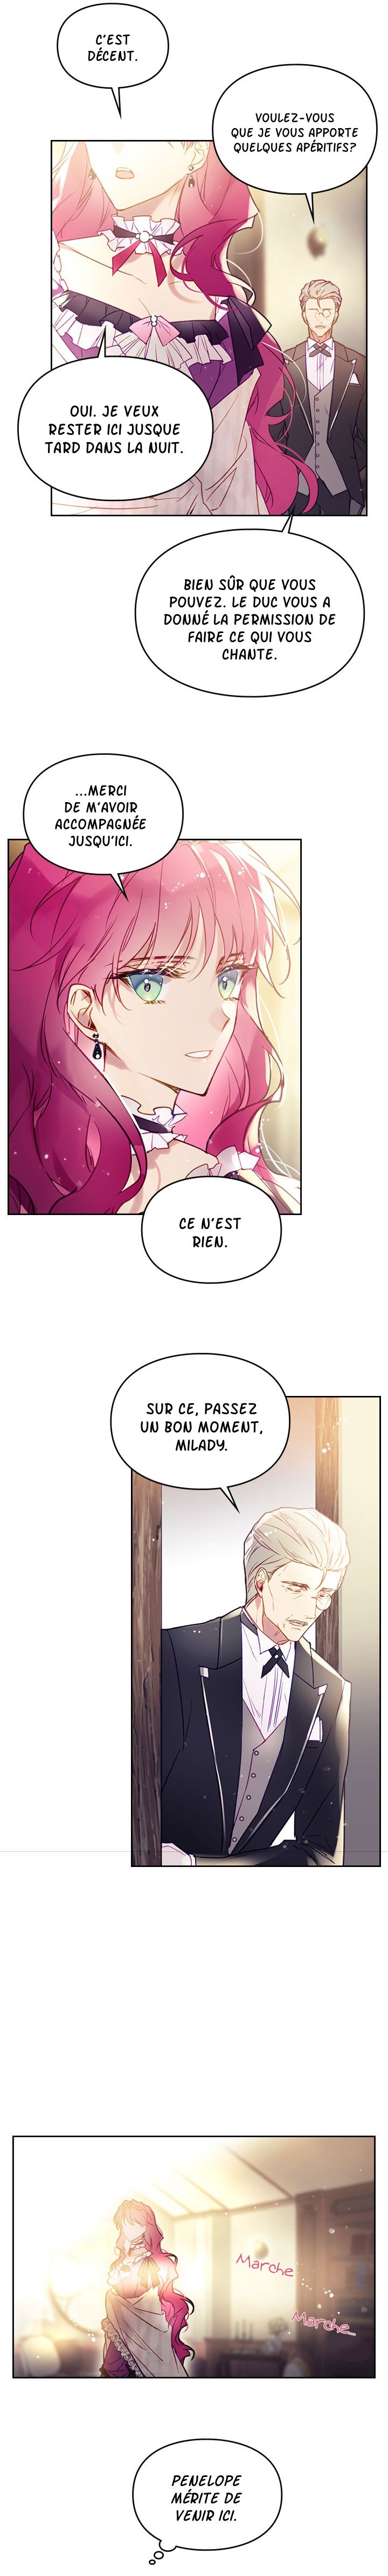 C'EST
DÉCENT.
VOULEZ-VOUS
QUE JE VOUS APPORTE
QUELQUES APÉRITIFS?
OUI. JE VEUX
RESTER ICI JUSQUE
TARD DANS LA NUIT.
BIEN SÛR QUE VOUS
POUVEZ. LE DUC VOUS A
DONNÉ LA PERMISSION DE
FAIRE CE QUI VOUS
CHANTE.
...MERCI
DE M'AVOIR
ACCOMPAGNÉE
JUSQU'ICI.
CE N'EST
RIEN.
SUR CE, PASSEZ
UN BON MOMENT,
MILADY.
Marche
Marche...
PENELOPE
MÉRITE DE
VENIR ICI.